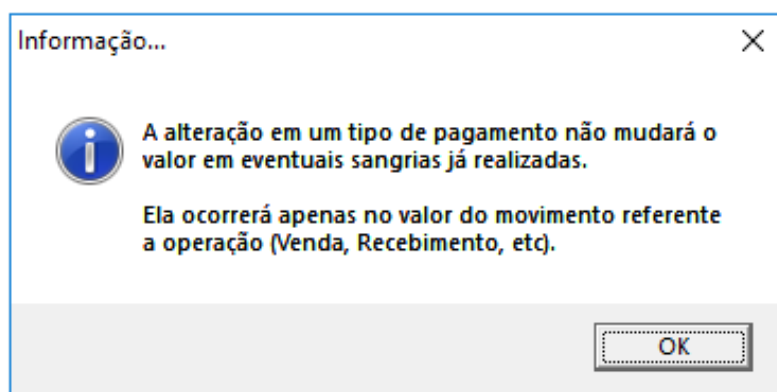 Informação...
A alteração em um tipo de pagamento não mudará o
valor em eventuais sangrias já realizadas.
Ela ocorrerá apenas no valor do movimento referente
a operação (Venda, Recebimento, etc).
OK